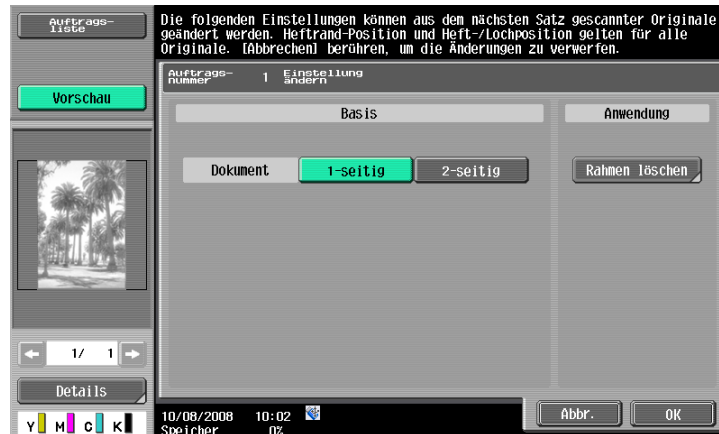 Auftrags-
liste
Vorschau
1/ 1
Details
Y M C K
Die folgenden Einstellungen können aus dem nächsten Satz gescannter Originale
geändert werden. Heftrand-Position und Heft-/Lochposition gelten für alle
Originale. [Abbrechen] berühren, um die Änderungen zu verwerfen.
Auftrags-
nummer 1 Einstellung
ändern
Basis
Anwendung
Dokument 1-seitig 2-seitig
Rahmen löschen
10/08/2008 10:02
Speicher 0%
Abbr. OK